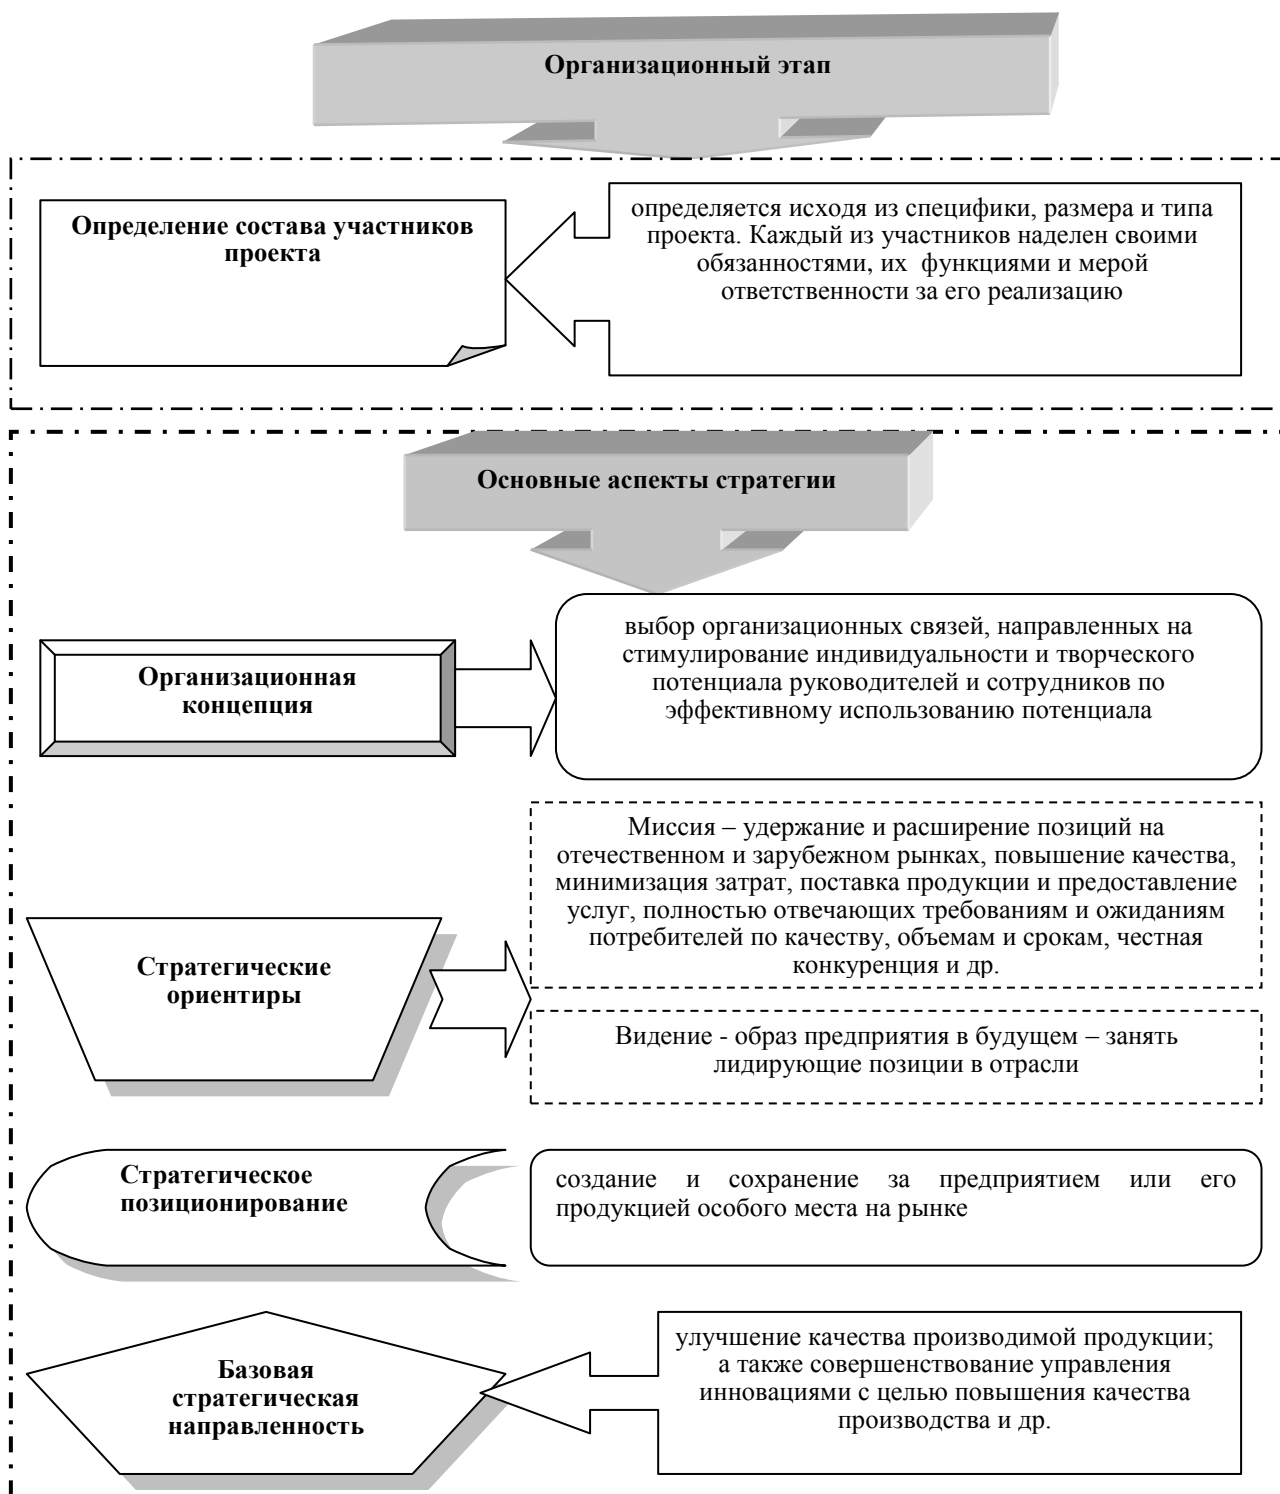 Организационный этап
Определение состава участников
проекта
определяется исходя из специфики, размера и типа
проекта. Каждый из участников наделен своими
обязанностями, их функциями и мерой
ответственности за его реализацию
Основные аспекты стратегии
Организационная
концепция
выбор организационных связей, направленных на
стимулирование индивидуальности и творческого
потенциала руководителей и сотрудников по
эффективному использованию потенциала
Стратегические
ориентиры
Миссия – удержание и расширение позиций на
отечественном и зарубежном рынках, повышение качества,
минимизация затрат, поставка продукции и предоставление
услуг, полностью отвечающих требованиям и ожиданиям
потребителей по качеству, объемам и срокам, честная
конкуренция и др.
Видение - образ предприятия в будущем – занять
лидирующие позиции в отрасли
Стратегическое
позиционирование
создание и сохранение за предприятием или его
продукцией особого места на рынке
Базовая
стратегическая
направленность
улучшение качества производимой продукции;
а также совершенствование управления
инновациями с целью повышения качества
производства и др.